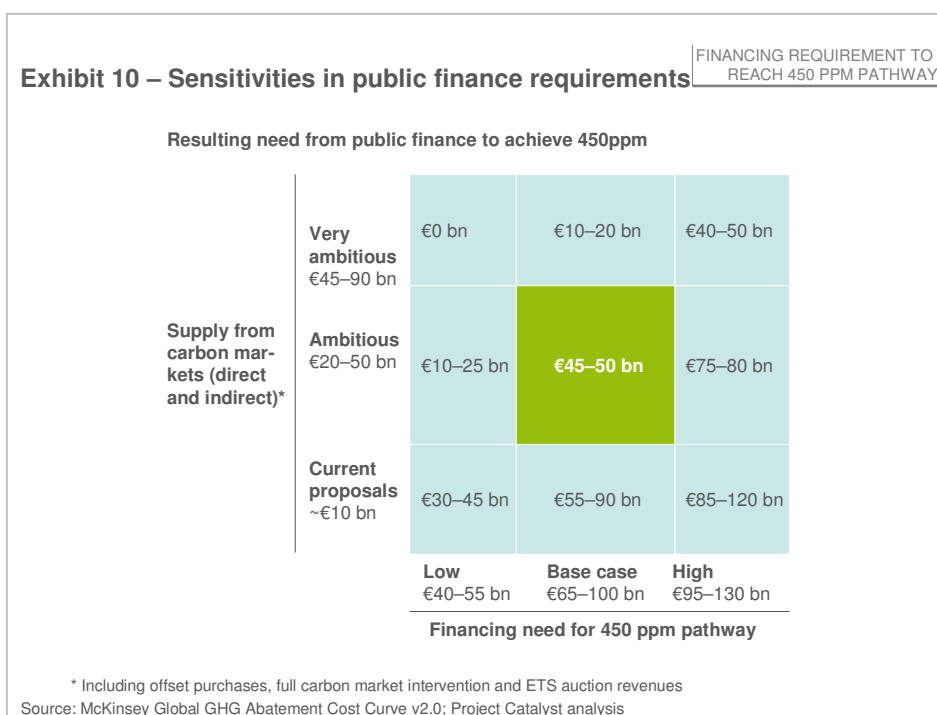 FINANCING REQUIREMENT TO
REACH 450 PPM PATHWAY
Exhibit 10 – Sensitivities in public finance requirements
Resulting need from public finance to achieve 450ppm
Supply from
carbon mar-
kets (direct
and indirect)*
Very
ambitious
€45–90 bn
€0 bn
€10–20 bn
€40–50 bn
Ambitious
€20–50 bn
€10–25 bn
€45–50 bn
€75–80 bn
Current
proposals
~€10 bn
€30–45 bn
€55–90 bn
€85–120 bn
Low
€40–55 bn
Base case
€65–100 bn
High
€95–130 bn
Financing need for 450 ppm pathway
* Including offset purchases, full carbon market intervention and ETS auction revenues
Source: McKinsey Global GHG Abatement Cost Curve v2.0; Project Catalyst analysis